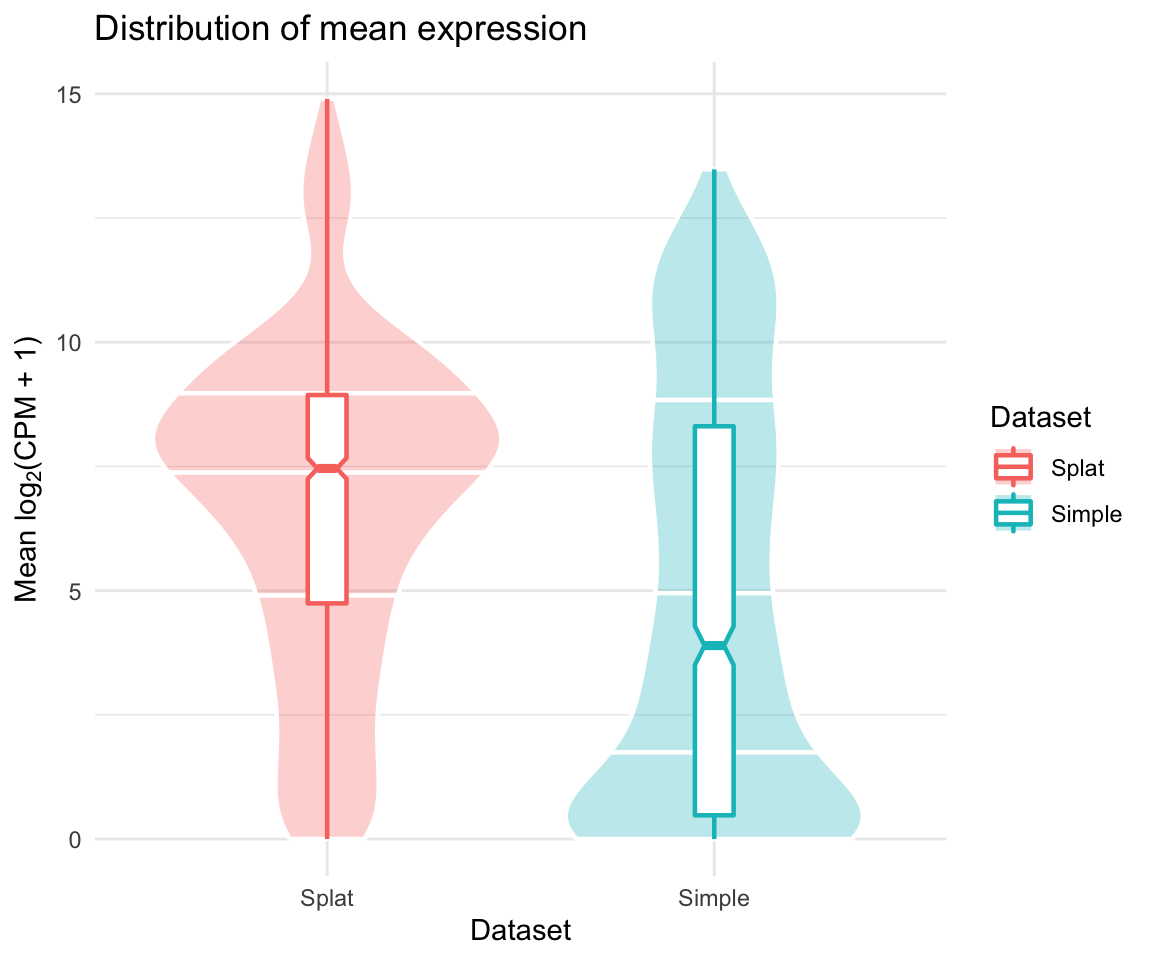 Distribution of mean expression
15
10
5
0
Mean log₂(CPM + 1)
Splat
Simple
Dataset
Dataset
Splat
Simple